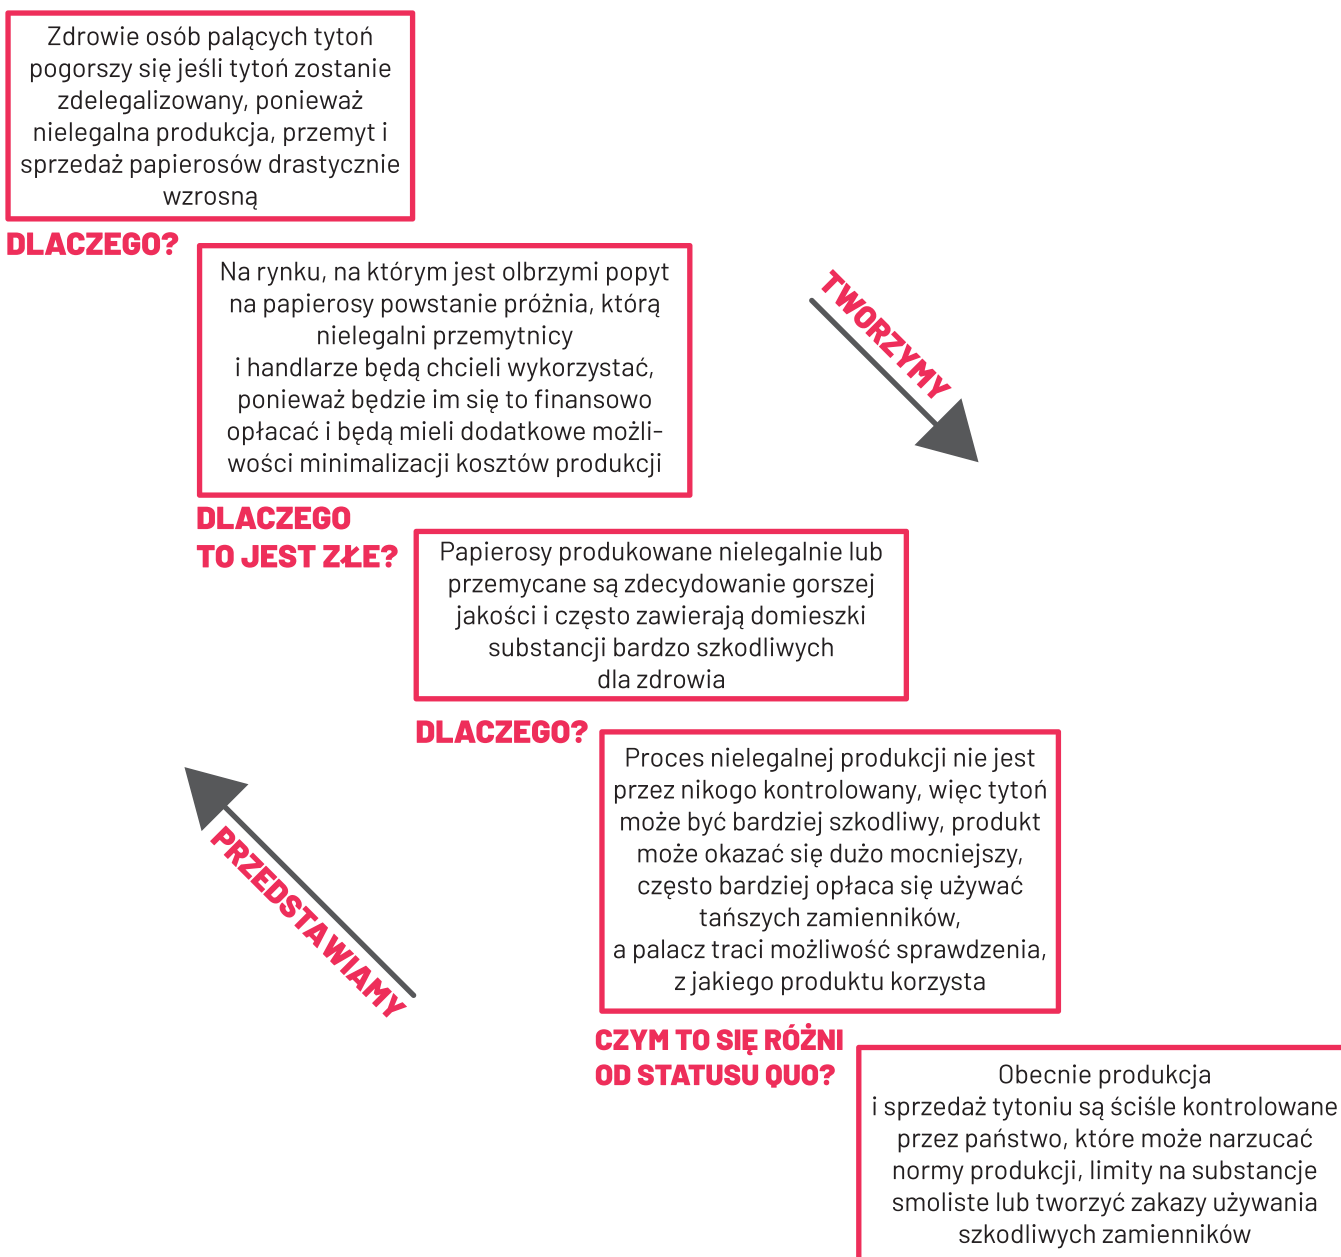 Zdrowie osób palących tytoń
pogorszy się jeśli tytoń zostanie
zdelegalizowany, ponieważ
nielegalna produkcja, przemyt i
sprzedaż papierosów drastycznie
wzrosną
DLACZEGO?
Na rynku, na którym jest olbrzymi popyt
na papierosy powstanie próżnia, którą
nielegalni przemytnicy
i handlarze będą chcieli wykorzystać,
ponieważ będzie im się to finansowo
opłacać i będą mieli dodatkowe możli-
wości minimalizacji kosztów produkcji
TWORZYMY
DLACZEGO
TO JEST ZŁE?
Papierosy produkowane nielegalnie lub
przemycane są zdecydowanie gorszej
jakości i często zawierają domieszki
substancji bardzo szkodliwych
dla zdrowia
DLACZEGO?
Proces nielegalnej produkcji nie jest
przez nikogo kontrolowany, więc tytoń
może być bardziej szkodliwy, produkt
może okazać się dużo mocniejszy,
często bardziej opłaca się używać
tańszych zamienników,
a palacz traci możliwość sprawdzenia,
z jakiego produktu korzysta
PRZEDSTAWIAMY
CZYM TO SIĘ RÓŻNI
OD STATUSU QUO?
Obecnie produkcja
i sprzedaż tytoniu są ściśle kontrolowane
przez państwo, które może narzucać
normy produkcji, limity na substancje
smoliste lub tworzyć zakazy używania
szkodliwych zamienników